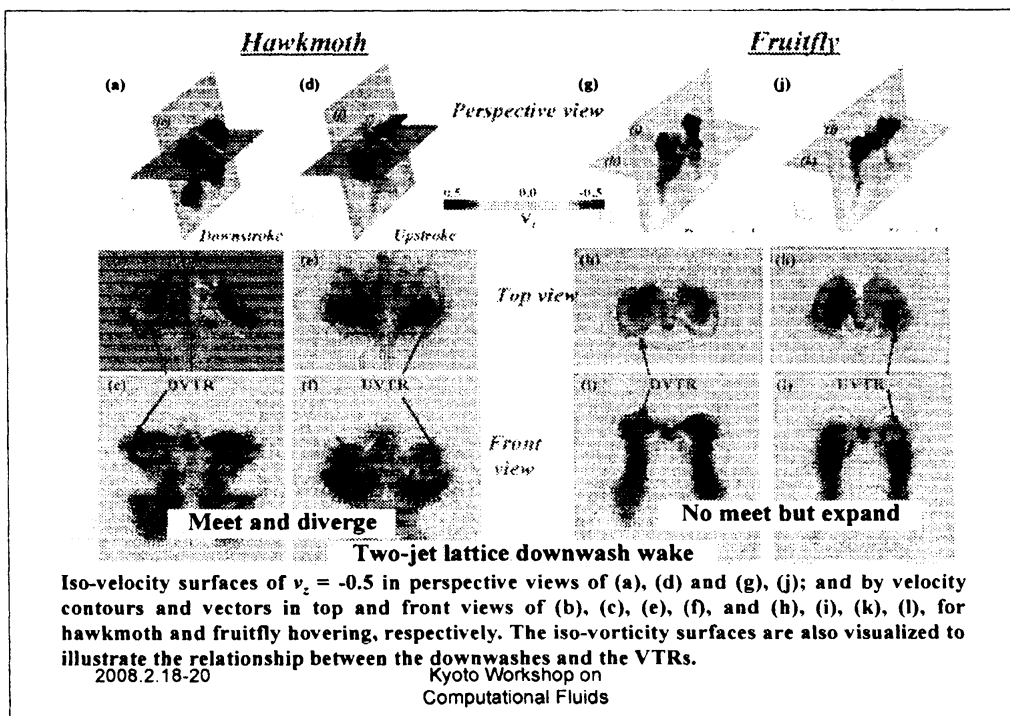 Hawkmoth
Fruitfly
(a)
(d)
(g)
(j)
Perspective view
(i)
(h)
(k)
0.5 0.0 -0.5
Downstroke
Upstroke
(e)
(h)
Top view
(c)
DVTR
(f)
(i)
DVTR
Front view
Meet and diverge
No meet but expand
Two-jet lattice downwash wake
Iso-velocity surfaces of v_z = -0.5 in perspective views of (a), (d) and (g), (j); and by velocity
contours and vectors in top and front views of (b), (c), (e), (f), and (h), (i), (k), (l), for
hawkmoth and fruitfly hovering, respectively. The iso-vorticity surfaces are also visualized to
illustrate the relationship between the downwashes and the VTRs.
2008.2.18-20
Kyoto Workshop on
Computational Fluids